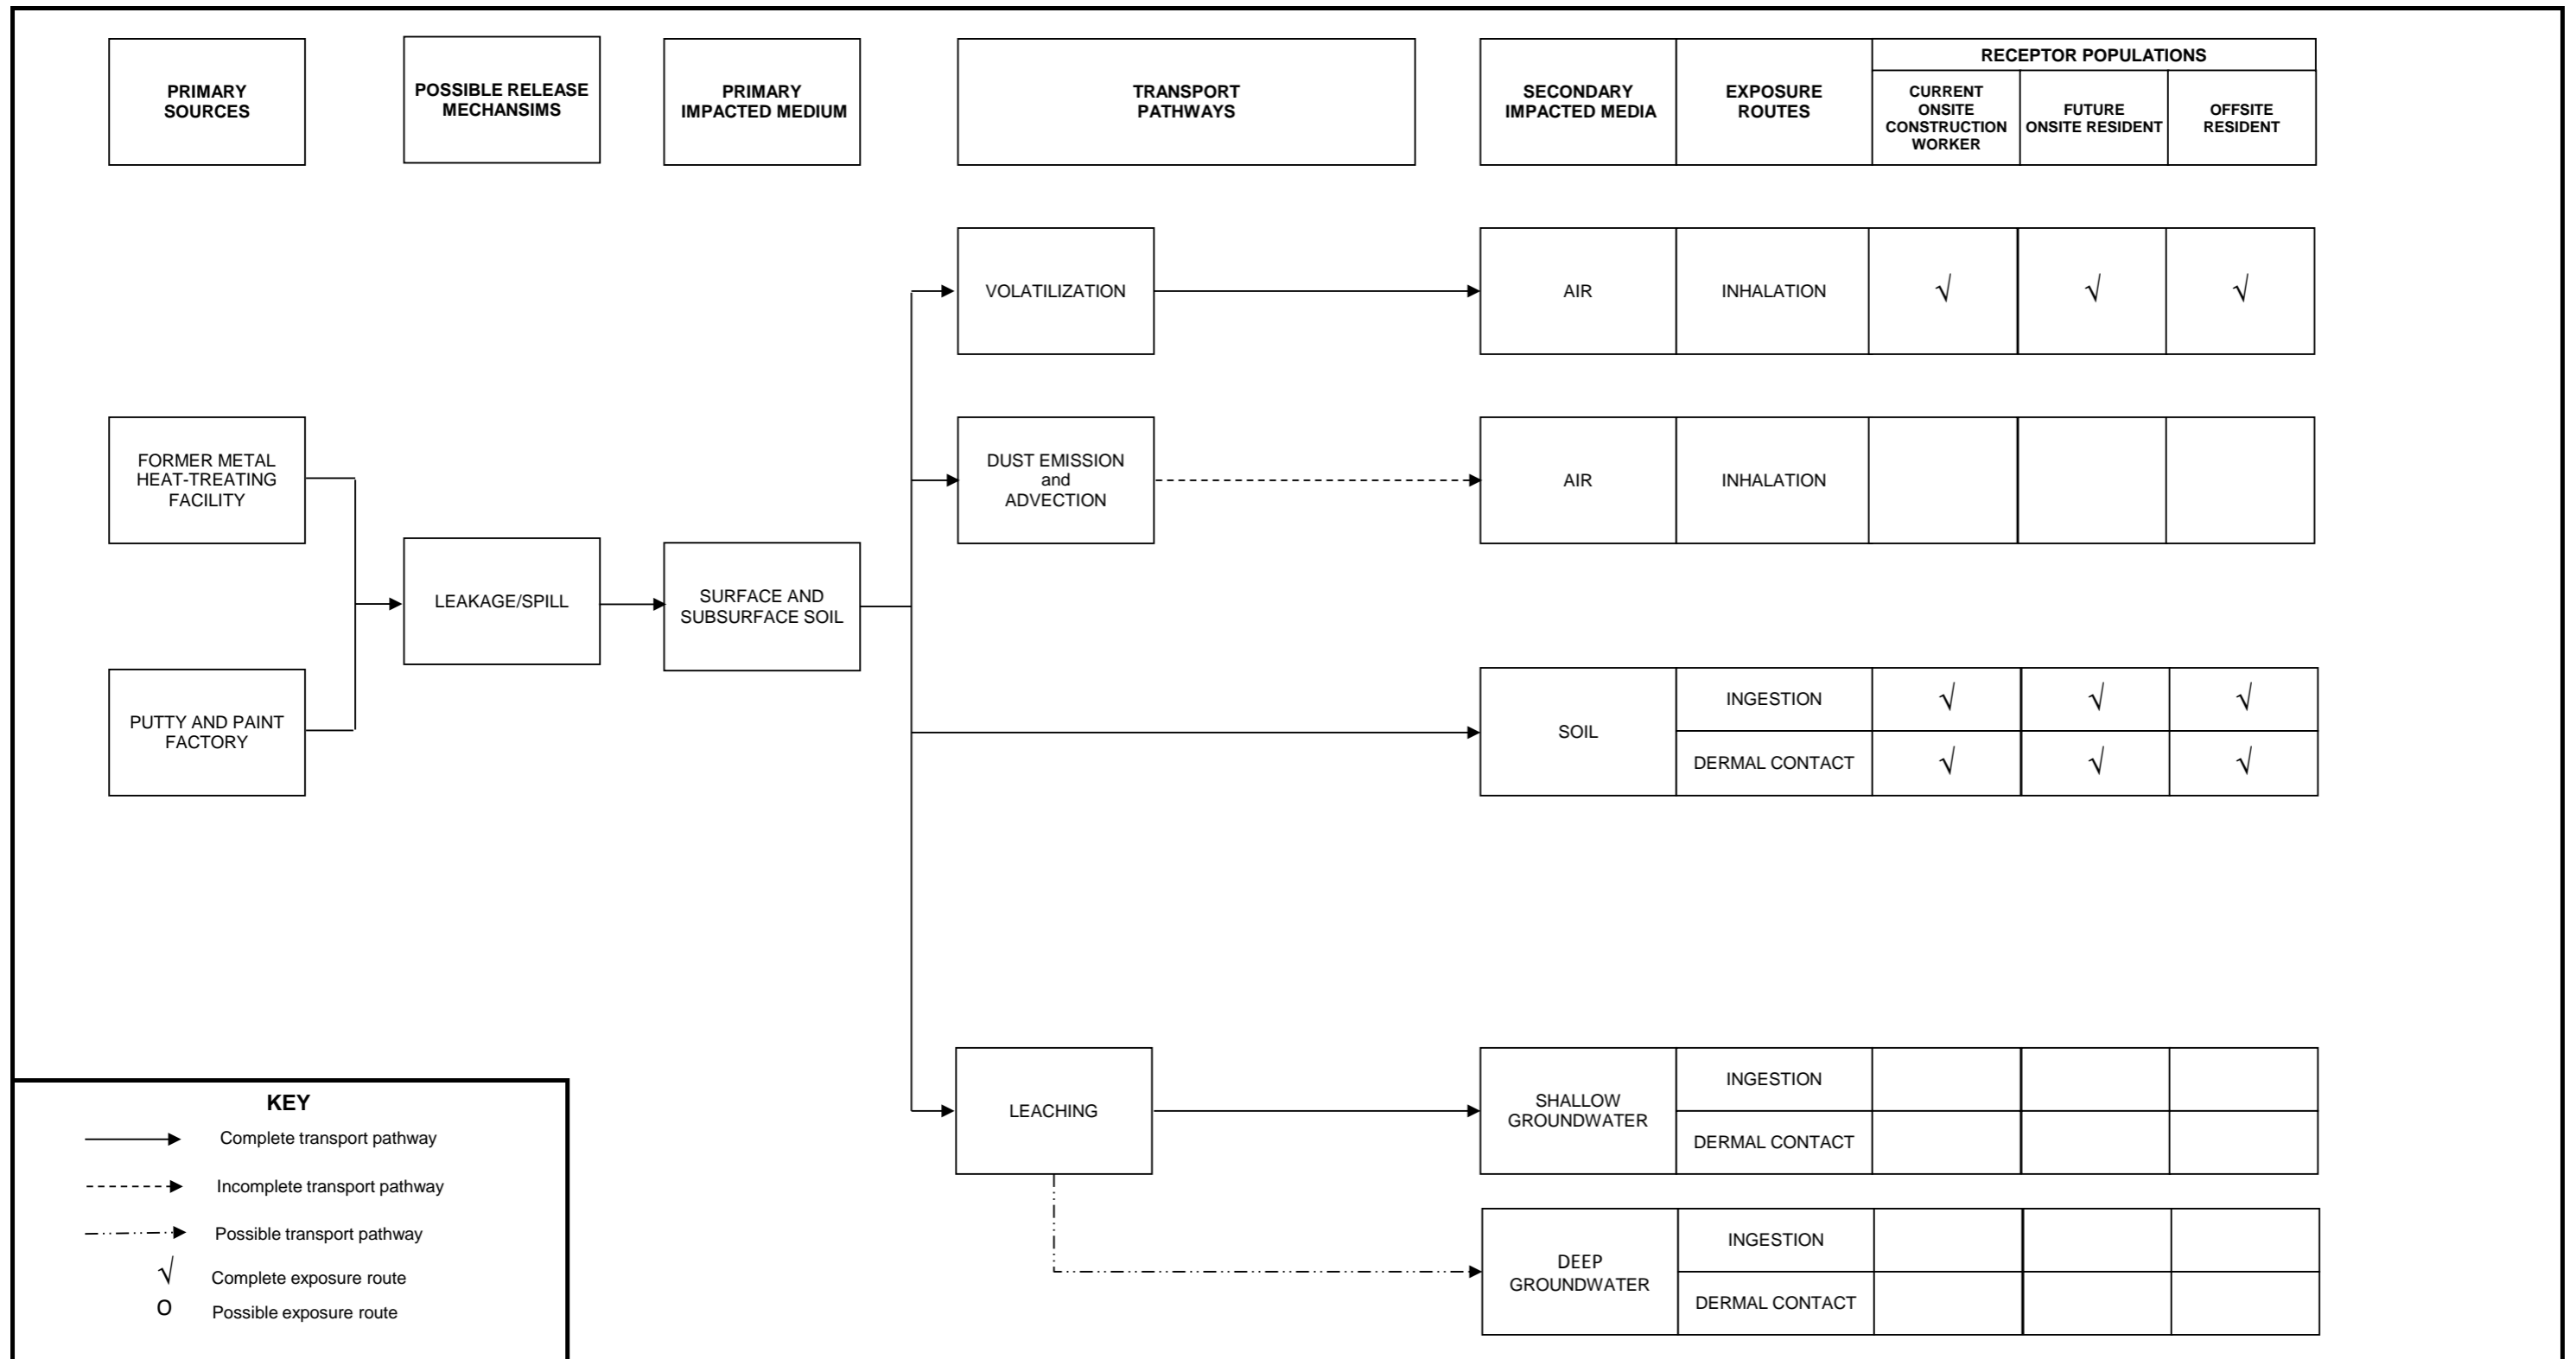 PRIMARY
SOURCES
POSSIBLE RELEASE
MECHANSIMS
PRIMARY
IMPACTED MEDIUM
TRANSPORT
PATHWAYS
SECONDARY
IMPACTED MEDIA
EXPOSURE
ROUTES
RECEPTOR POPULATIONS
CURRENT
ONSITE
CONSTRUCTION
WORKER
FUTURE
ONSITE RESIDENT
OFFSITE
RESIDENT
VOLATILIZATION
AIR
INHALATION
√ √ √
FORMER METAL
HEAT-TREATING
FACILITY
DUST EMISSION
and
ADVECTION
AIR
INHALATION
LEAKAGE/SPILL
SURFACE AND
SUBSURFACE SOIL
PUTTY AND PAINT
FACTORY
SOIL
INGESTION
√ √ √
DERMAL CONTACT
√ √ √
LEACHING
SHALLOW
GROUNDWATER
INGESTION
DERMAL CONTACT
DEEP
GROUNDWATER
INGESTION
DERMAL CONTACT
KEY
Complete transport pathway
Incomplete transport pathway
Possible transport pathway
√ Complete exposure route
O Possible exposure route